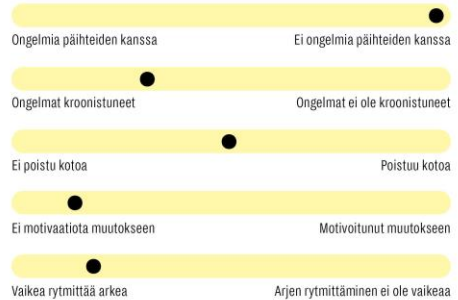 Ongelmia päihteiden kanssa Ei ongelmia päihteiden kanssa
Ongelmat kroonistuneet Ongelmat ei ole kroonistuneet
Ei poistu kotoa Poistuu kotoa
Ei motivaatiota muutokseen Motivoitunut muutokseen
Vaikea rytmittää arkea Arjen rytmittäminen ei ole vaikeaa